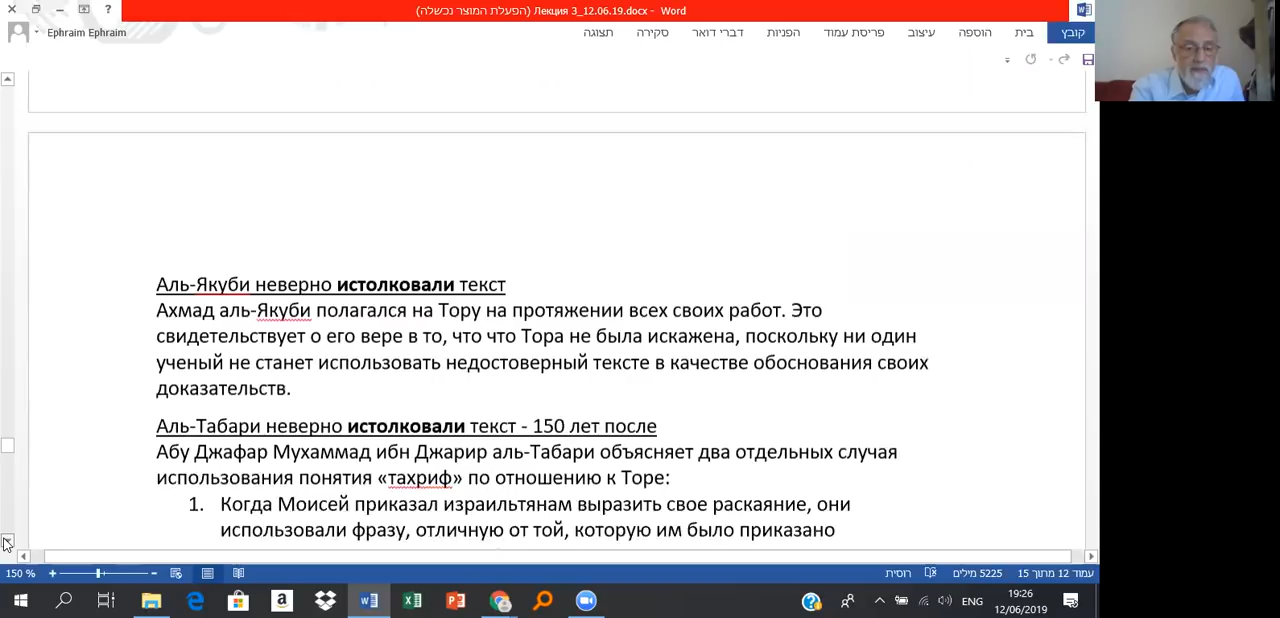 Лекция 3_12.06.19.docx - Word (הפעלת המוצר נכשלה)
Ephraim Ephraim
קובץ בית הוספה עיצוב פריסת עמוד הפניות דברי דואר סקירה תצוגה
Аль-Якуби неверно истолковали текст
Ахмад аль-Якуби полагался на Тору на протяжении всех своих работ. Это
свидетельствует о его вере в то, что что Тора не была искажена, поскольку ни один
ученый не станет использовать недостоверный тексте в качестве обоснования своих
доказательств.
Аль-Табари неверно истолковали текст - 150 лет после
Абу Джафар Мухаммад ибн Джарир аль-Табари объясняет два отдельных случая
использования понятия «тахриф» по отношению к Торе:
1. Когда Моисей приказал израильтянам выразить свое раскаяние, они
использовали фразу, отличную от той, которую им было приказано
150 %
עמוד 12 מתוך 15 5225 מילים רוסית
ENG
19:26
12/06/2019